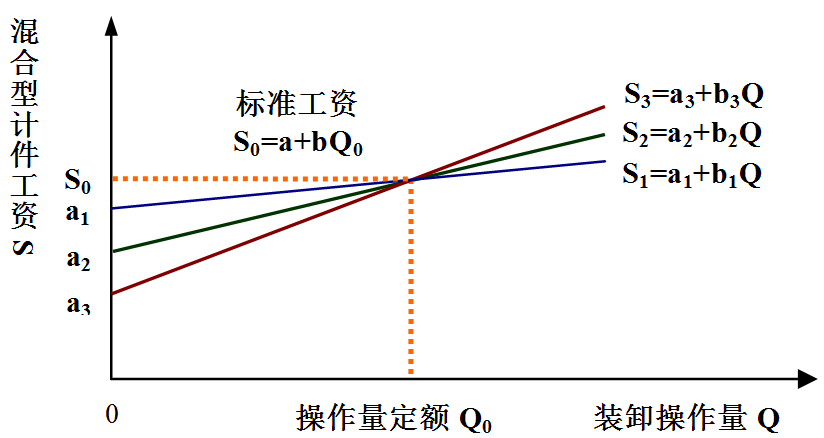 混合型计件工资 S
标准工资
S₀=a+bQ₀
S₃=a₃+b₃Q
S₂=a₂+b₂Q
S₁=a₁+b₁Q
S₀
a₁
a₂
a₃
0
操作量定额 Q₀
装卸操作量 Q